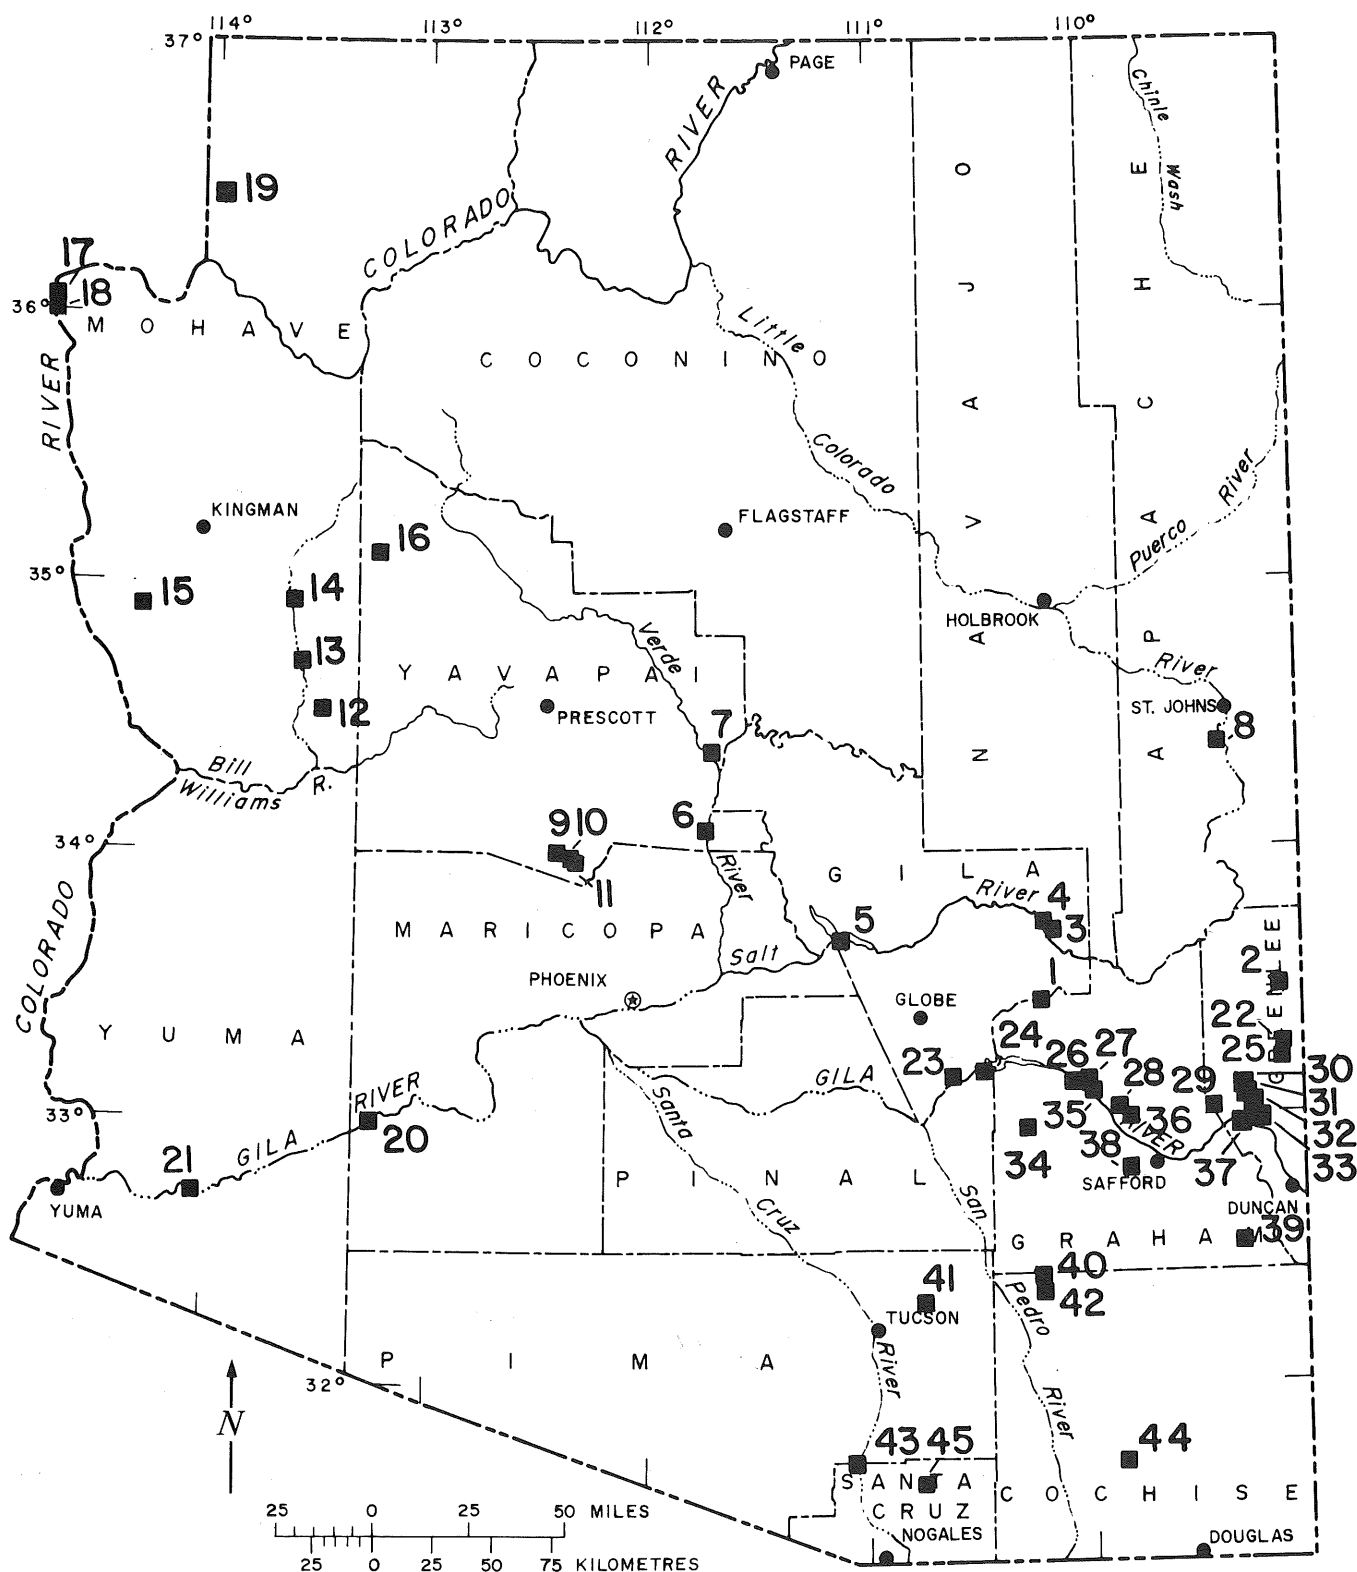 114°
113°
112°
111°
110°
37°
PAGE
RIVER
Chinle
Wash
19
COLORADO
NAVAJO
APACHE
17
18
36°
MOHAVE
Little
COCONINO
RIVER
Colorado
River
Puerco
KINGMAN
16
FLAGSTAFF
35°
15
14
HOLBROOK
13
Verde
River
YAVAPAI
12
PRESCOTT
7
ST. JOHNS
8
Bill
Williams
R.
34°
6
9 10
11
River
GILA
River
4
3
COLORADO
MARICOPA
5
Salt
GREENLEE
2
PHOENIX
1
GLOBE
YUMA
22
24
25
23
26
27
28
29
30
31
32
33
GILA
RIVER
33°
Santa
35
36
RIVER
20
34
38
37
GILA
21
PINAL
San
SAFFORD
YUMA
DUNCAN
Cruz
GRAHAM
39
40
41
42
Pedro
TUCSON
PIMA
River
32°
River
N
43
45
44
SANTA
CRUZ
COCHISE
25 0 25 50 MILES
NOGALES
DOUGLAS
25 0 25 50 75 KILOMETRES